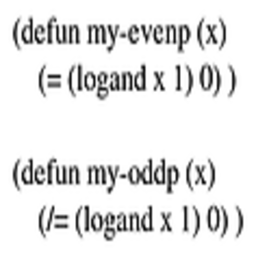 (defun my-evenp (x)
(= (logand x 1) 0) )
(defun my-oddp (x)
(/= (logand x 1) 0) )